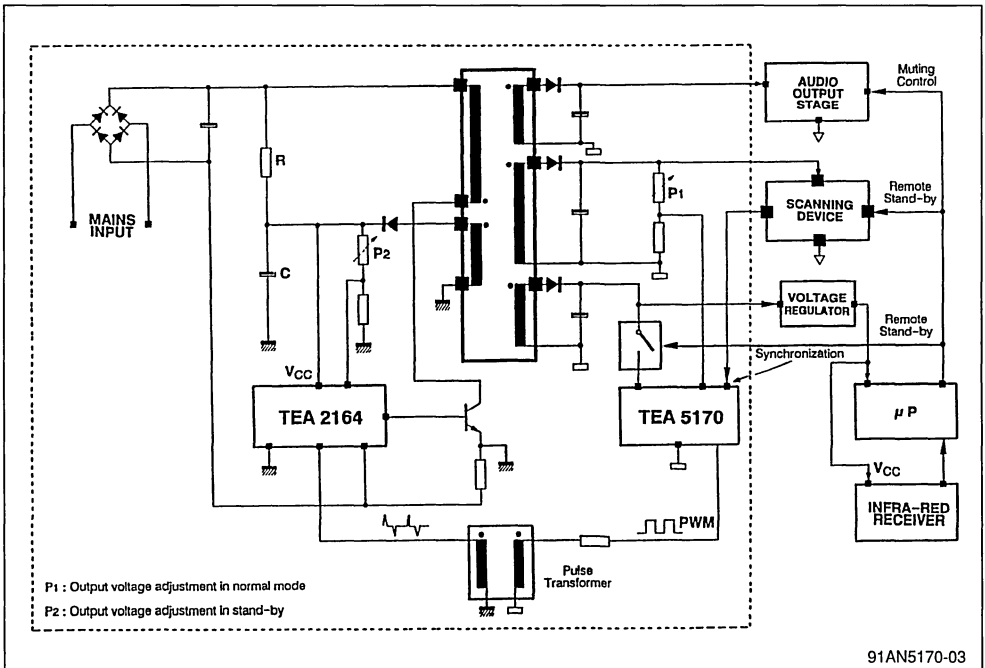 AUDIO
OUTPUT
STAGE
Muting
Control
R
P1
SCANNING
DEVICE
Remote
Stand-by
MAINS
INPUT
P2
C
VOLTAGE
REGULATOR
Remote
Stand-by
Synchronization
VCC
TEA 2164
TEA 5170
μ P
VCC
INFRA-RED
RECEIVER
PWM
Pulse
Transformer
P1 : Output voltage adjustment in normal mode
P2 : Output voltage adjustment in stand-by
91AN5170-03